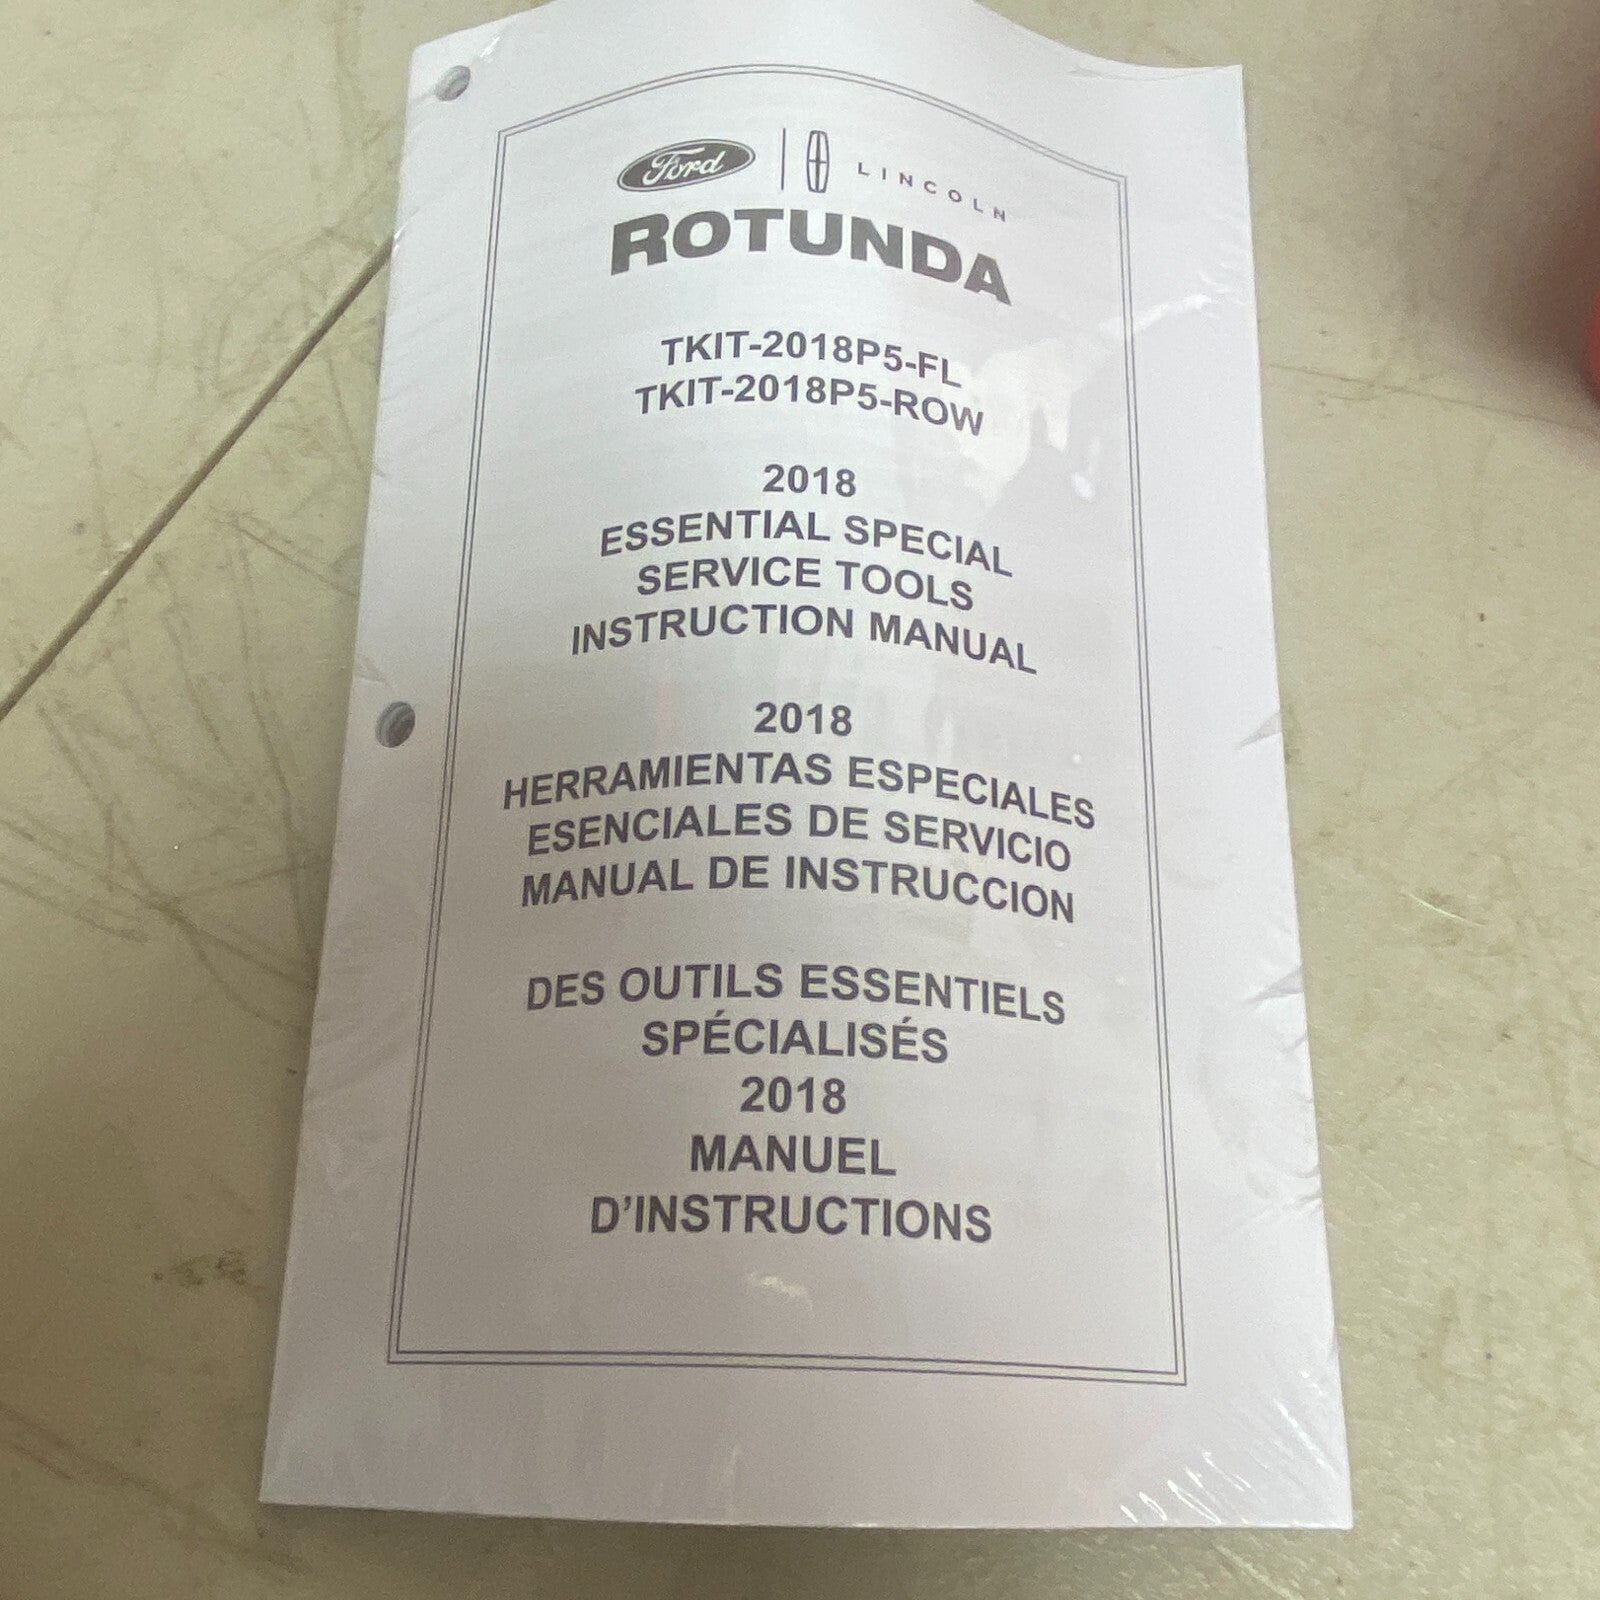 Ford | LINCOLN
ROTUNDA
TKIT-2018P5-FL
TKIT-2018P5-ROW
2018
ESSENTIAL SPECIAL
SERVICE TOOLS
INSTRUCTION MANUAL
2018
HERRAMIENTAS ESPECIALES
ESENCIALES DE SERVICIO
MANUAL DE INSTRUCCION
DES OUTILS ESSENTIELS
SPÉCIALISÉS
2018
MANUEL
D’INSTRUCTIONS